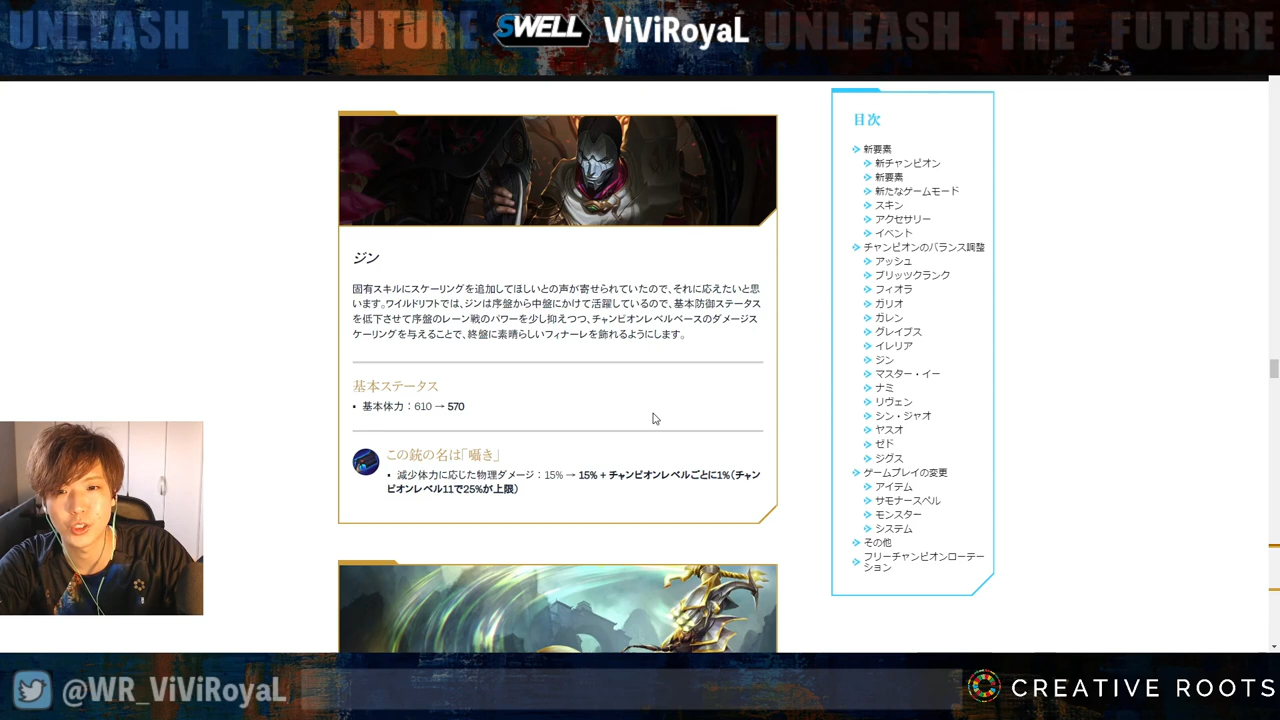 UNLEASH THE FUTURE SWELL ViViRoyaL UNLEASH THE FUTURE
ジン
固有スキルにスケーリングを追加してほしいとの声が寄せられていたので、それに応えたいと思
います。ワイルドリフトでは、ジンは序盤から中盤にかけて活躍しているので、基本防御ステータス
を低下させて序盤のレーン戦のパワーを少し抑えつつ、チャンピオンレベルベースのダメージス
ケーリングを与えることで、終盤に素晴らしいフィナーレを飾れるようにします。
基本ステータス
• 基本体力：610 → 570
この銃の名は「囁き」
• 減少体力に応じた物理ダメージ：15% → 15% + チャンピオンレベルごとに1%（チャン
ピオンレベル11で25%が上限）
目次
新要素
新チャンピオン
新要素
新たなゲームモード
スキン
アクセサリー
イベント
チャンピオンのバランス調整
アッシュ
ブリッツクランク
フィオラ
ガリオ
ガレン
グレイブス
イレリア
ジン
マスター・イー
ナミ
リヴェン
シン・ジャオ
ヤスオ
ゼド
ジグス
ゲームプレイの変更
アイテム
サモナースペル
モンスター
システム
その他
フリーチャンピオンローテー
ション
@WR_ViViRoyaL
CREATIVE ROOTS